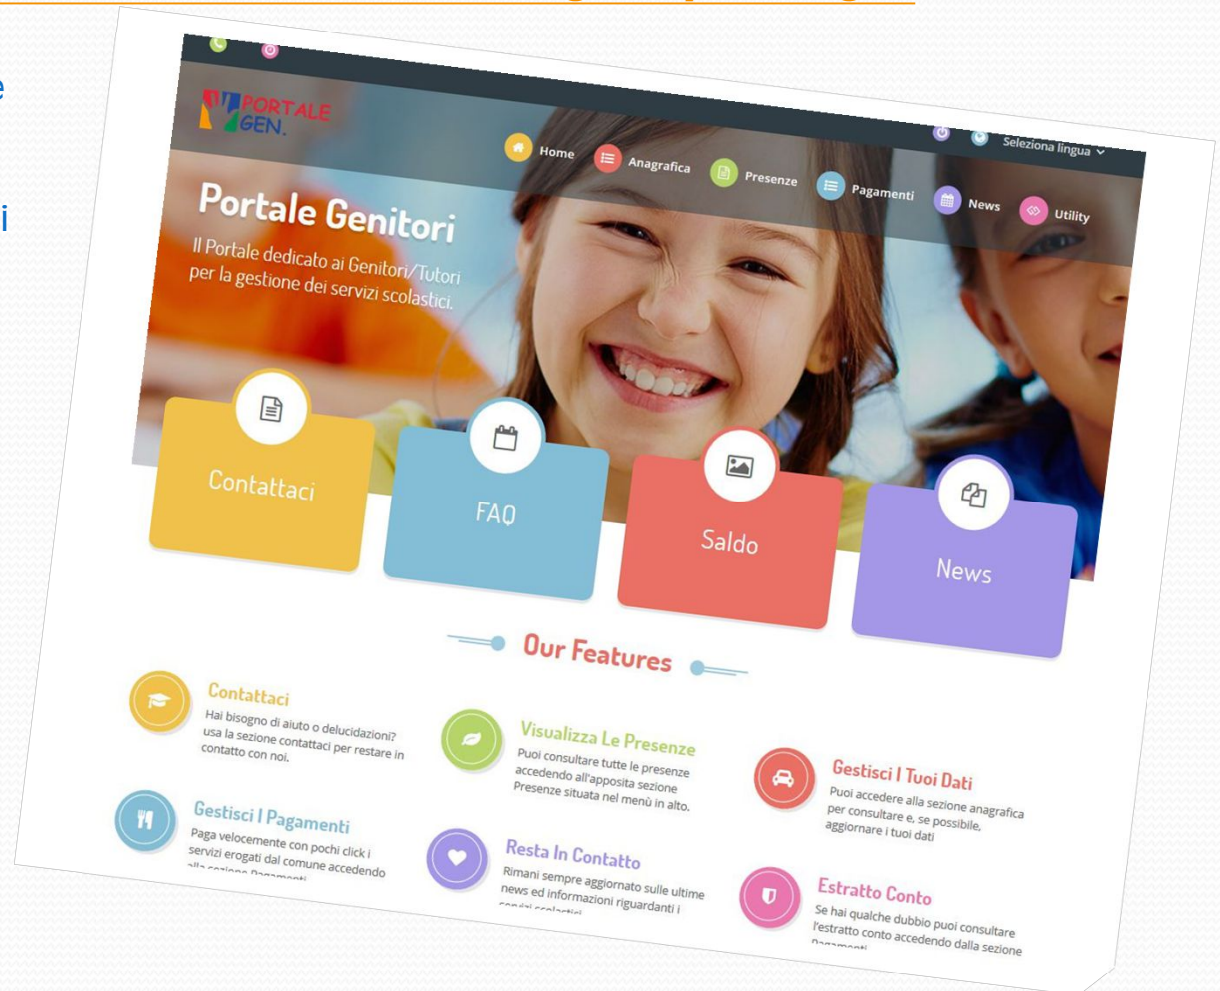 PORTALE
GEN.
Seleziona lingua
Home
Anagrafica
Presenze
Pagamenti
News
Utility
Portale Genitori
Il Portale dedicato ai Genitori/Tutori
per la gestione dei servizi scolastici.
Contattaci
FAQ
Saldo
News
Our Features
Contattaci
Hai bisogno di aiuto o delucidazioni?
usa la sezione contattaci per restare in
contatto con noi.
Visualizza Le Presenze
Puoi consultare tutte le presenze
accedendo all'apposita sezione
Presenze situata nel menù in alto.
Gestisci I Tuoi Dati
Puoi accedere alla sezione anagrafica
per consultare e, se possibile,
aggiornare i tuoi dati
Gestisci I Pagamenti
Paga velocemente con pochi click i
servizi erogati dal comune accedendo
alla sezione Pagamenti
Resta In Contatto
Rimani sempre aggiornato sulle ultime
news ed informazioni riguardanti i
servizi scolastici
Estratto Conto
Se hai qualche dubbio puoi consultare
l'estratto conto accedendo dalla sezione
Pagamenti